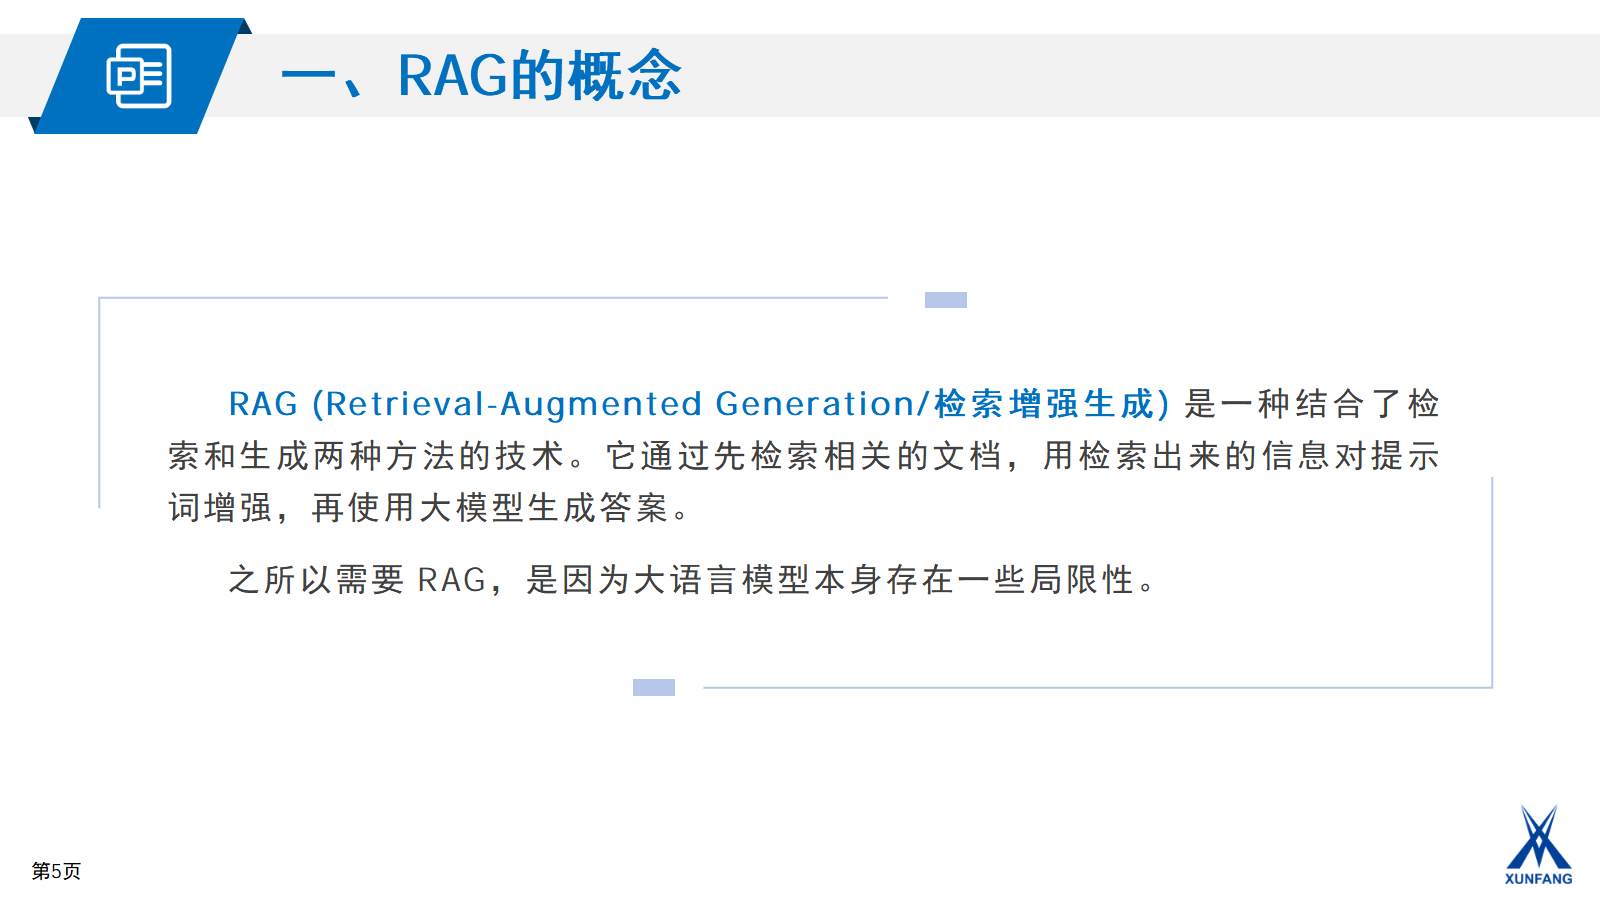 一、RAG的概念
RAG (Retrieval-Augmented Generation/检索增强生成) 是一种结合了检
索和生成两种方法的技术。它通过先检索相关的文档，用检索出来的信息对提示
词增强，再使用大模型生成答案。
之所以需要 RAG，是因为大语言模型本身存在一些局限性。
第5页
XUNFANG